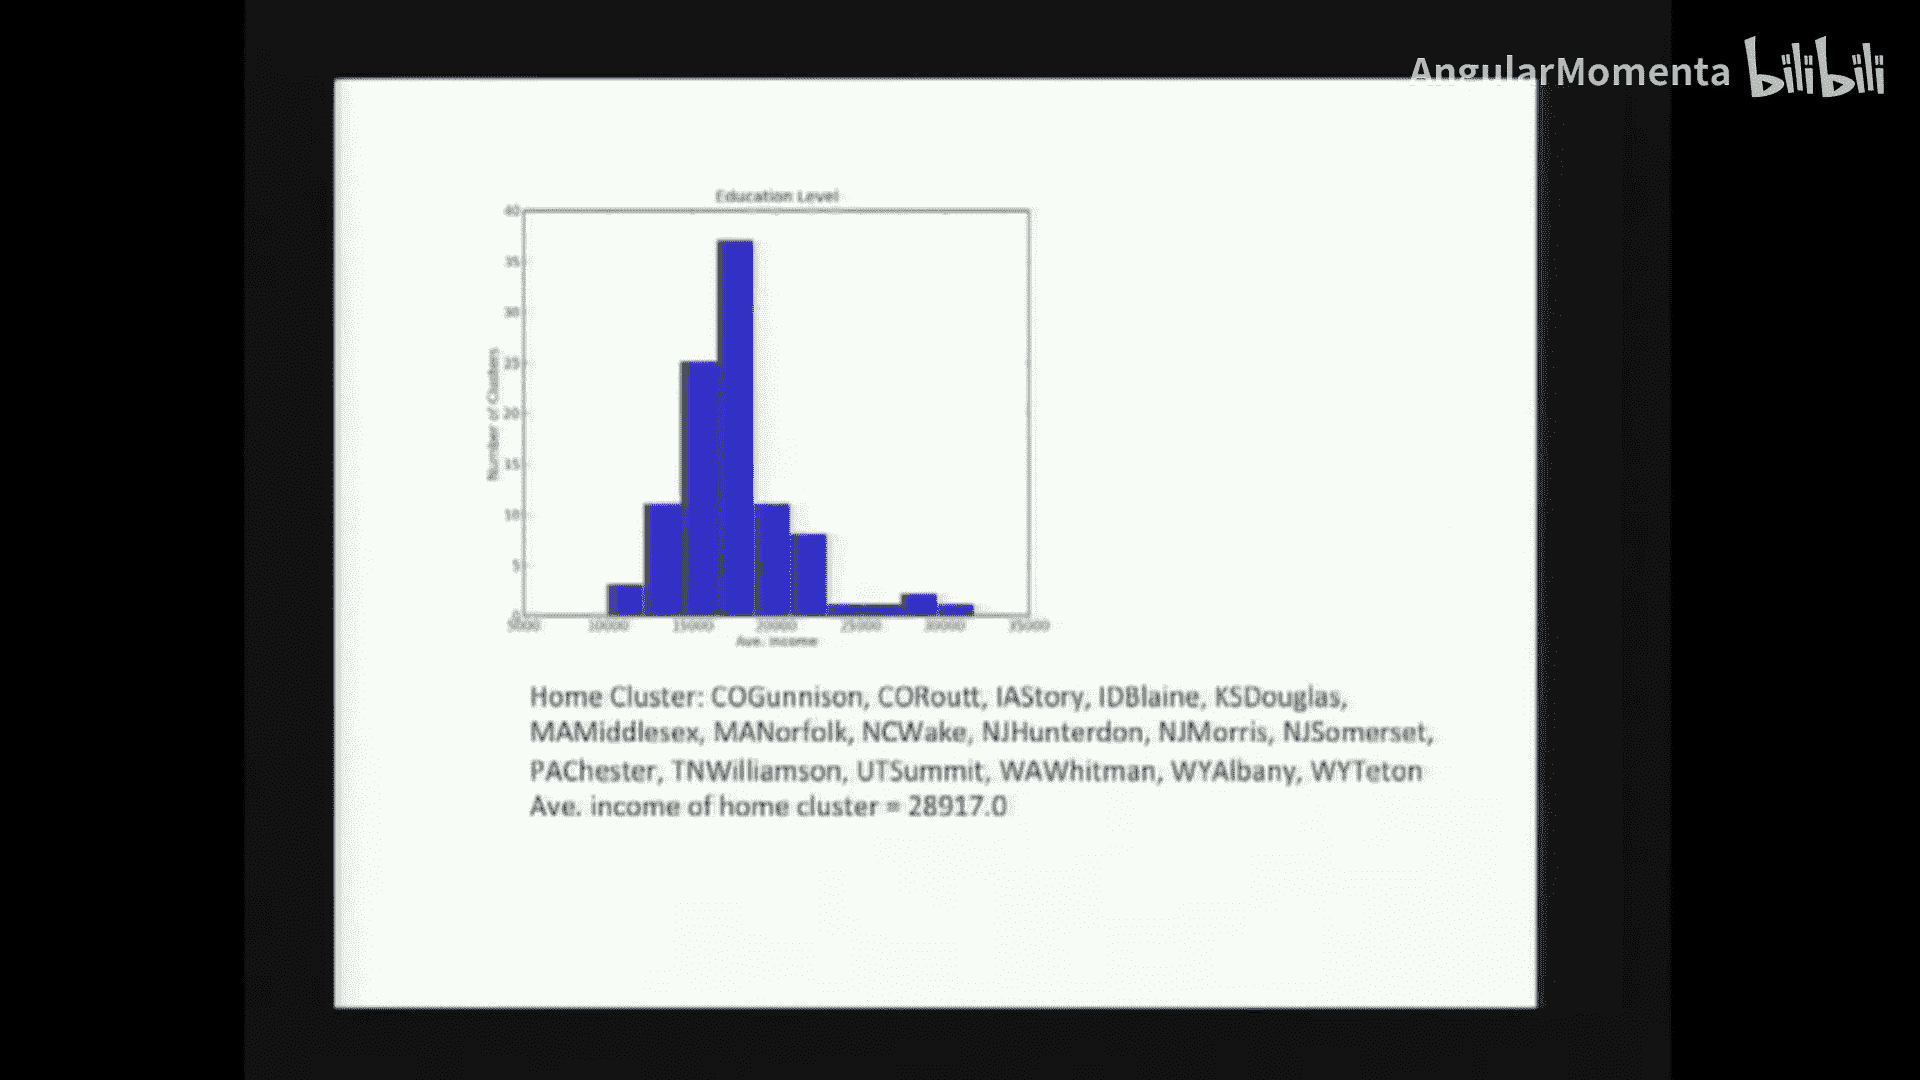 AngularMomenta bilibili
Education Level
40
35
30
25
20
15
10
5
0
Number of Clusters
5000 10000 15000 20000 25000 30000 35000
Ave. income
Home Cluster: COGunnison, CORoutt, IAStory, IDBlaine, KSDouglas,
MAMiddlesex, MANorfolk, NCWake, NJHunterdon, NJMorris, NJSomerset,
PAChester, TNWilliamson, UTSummit, WAWhitman, WYAlbany, WYTeton
Ave. income of home cluster = 28917.0